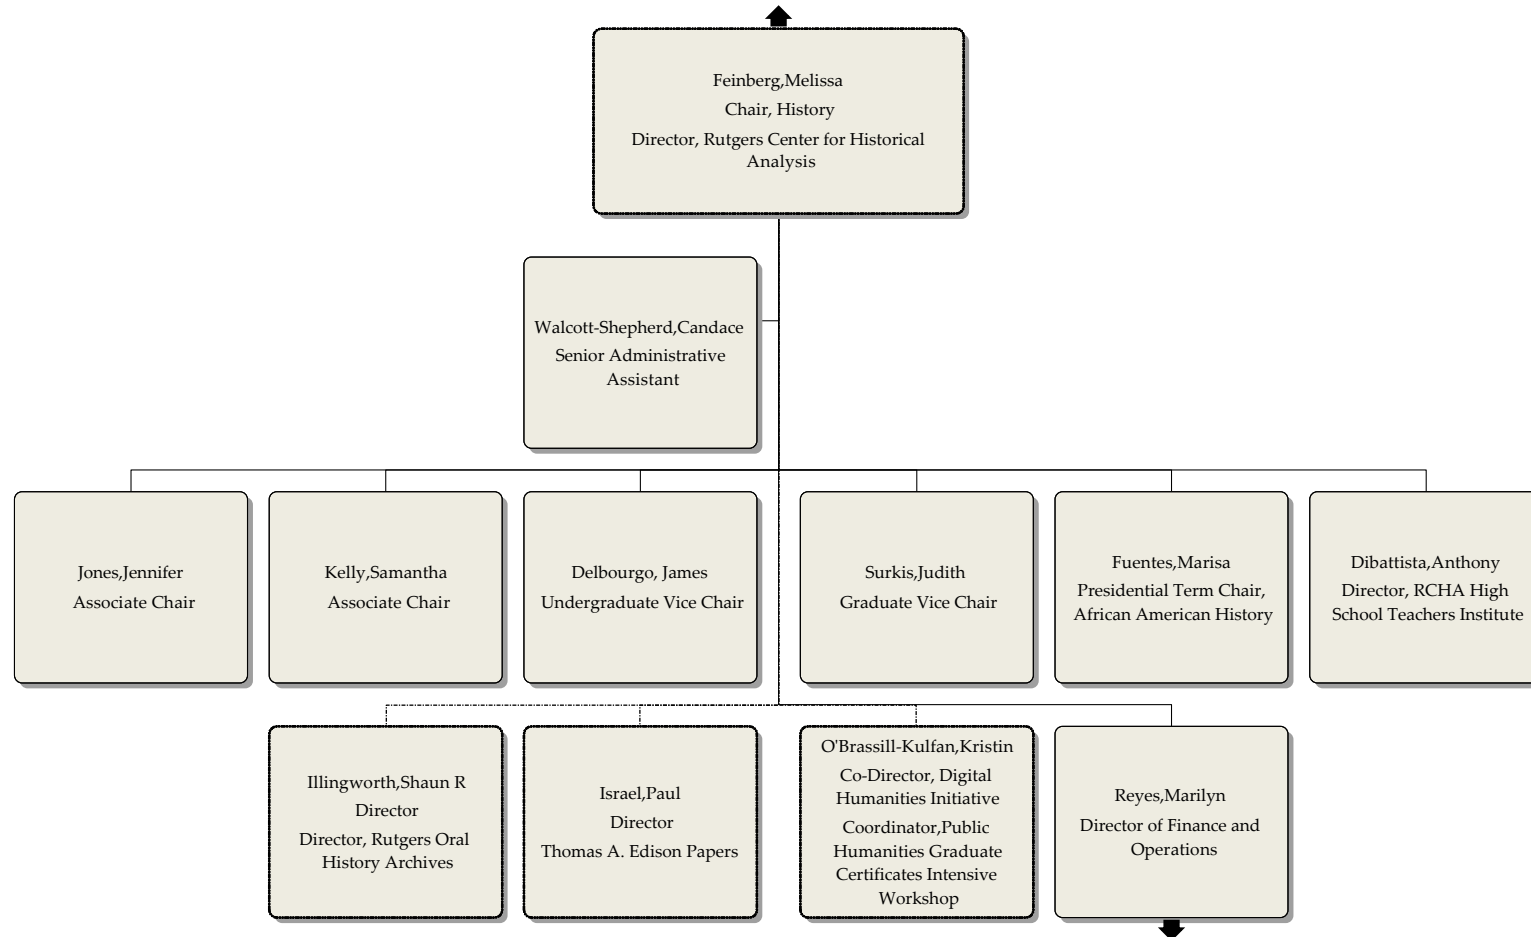 Feinberg,Melissa
Chair, History
Director, Rutgers Center for Historical
Analysis
Walcott-Shepherd,Candace
Senior Administrative
Assistant
Jones,Jennifer
Associate Chair
Kelly,Samantha
Associate Chair
Delbourgo, James
Undergraduate Vice Chair
Surkis,Judith
Graduate Vice Chair
Fuentes,Marisa
Presidential Term Chair,
African American History
Dibattista,Anthony
Director, RCHA High
School Teachers Institute
Illingworth,Shaun R
Director
Director, Rutgers Oral
History Archives
Israel,Paul
Director
Thomas A. Edison Papers
O'Brassill-Kulfan,Kristin
Co-Director, Digital
Humanities Initiative
Coordinator,Public
Humanities Graduate
Certificates Intensive
Workshop
Reyes,Marilyn
Director of Finance and
Operations